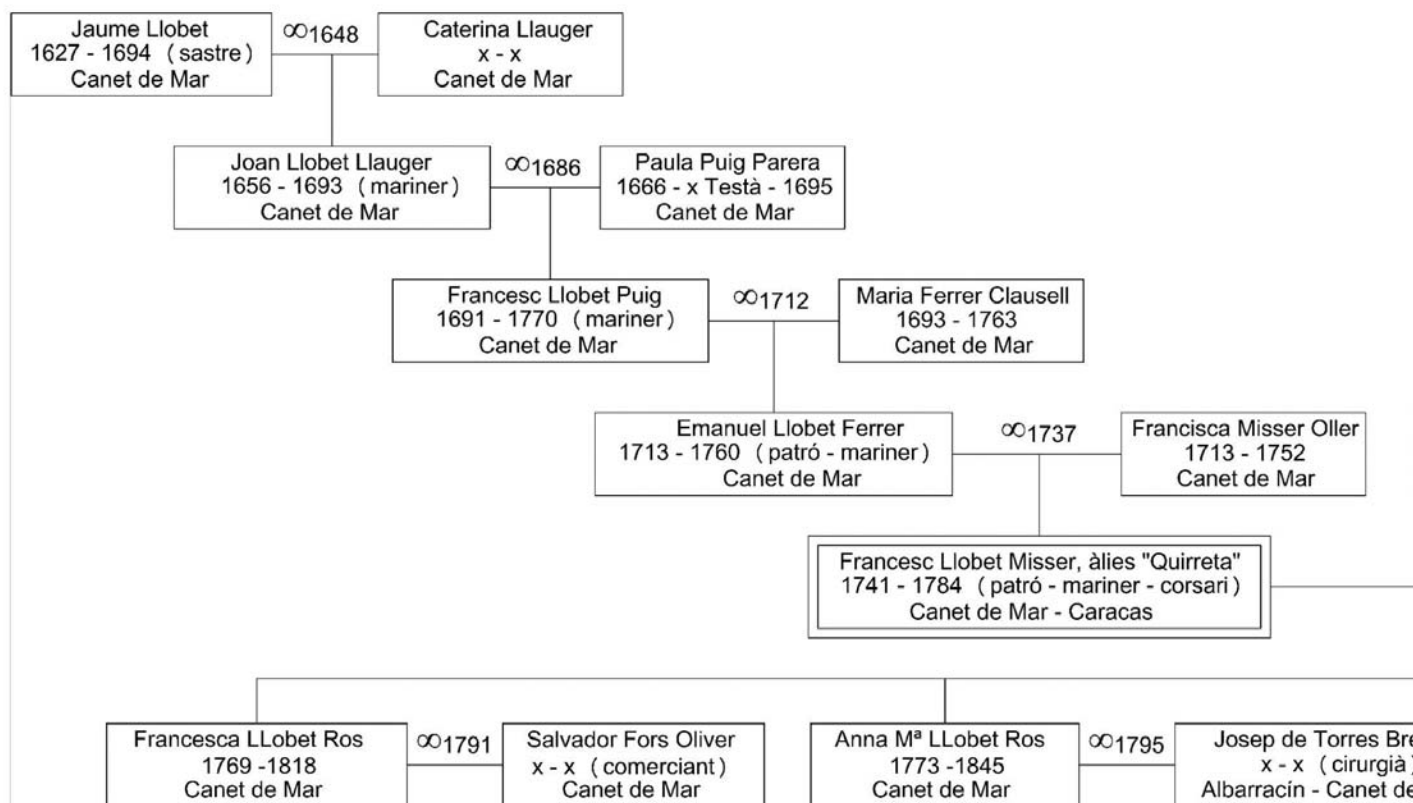 Jaume Llobet
1627 - 1694 (sastre)
Canet de Mar
∞1648
Caterina Llauger
x - x
Canet de Mar
Joan Llobet Llauger
1656 - 1693 (mariner)
Canet de Mar
∞1686
Paula Puig Parera
1666 - x Testà - 1695
Canet de Mar
Francesc Llobet Puig
1691 - 1770 (mariner)
Canet de Mar
∞1712
Maria Ferrer Clausell
1693 - 1763
Canet de Mar
Emanuel Llobet Ferrer
1713 - 1760 (patró - mariner)
Canet de Mar
∞1737
Francisca Misser Oller
1713 - 1752
Canet de Mar
Francesc Llobet Misser, àlies "Quirreta"
1741 - 1784 (patró - mariner - corsari)
Canet de Mar - Caracas
Francesca LLobet Ros
1769 -1818
Canet de Mar
∞1791
Salvador Fors Oliver
x - x (comerciant)
Canet de Mar
Anna Mª LLobet Ros
1773 -1845
Canet de Mar
∞1795
Josep de Torres
x - x (cirurgià)
Albarracín - Canet de